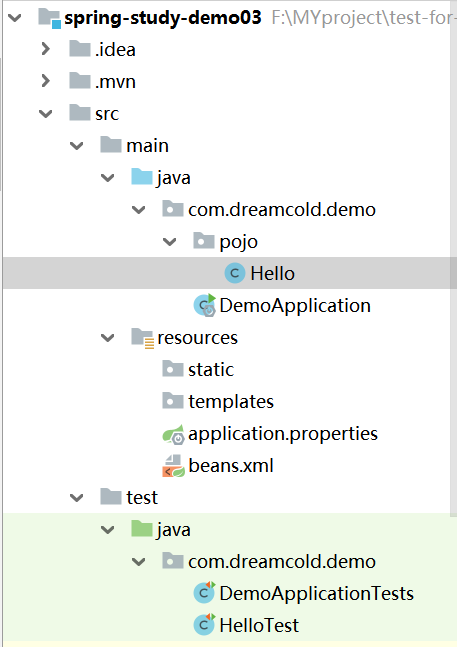 spring-study-demo03 F:\MYproject\test-for-
.idea
.mvn
src
main
java
com.dreamcold.demo
pojo
Hello
DemoApplication
resources
static
templates
application.properties
beans.xml
test
java
com.dreamcold.demo
DemoApplicationTests
HelloTest